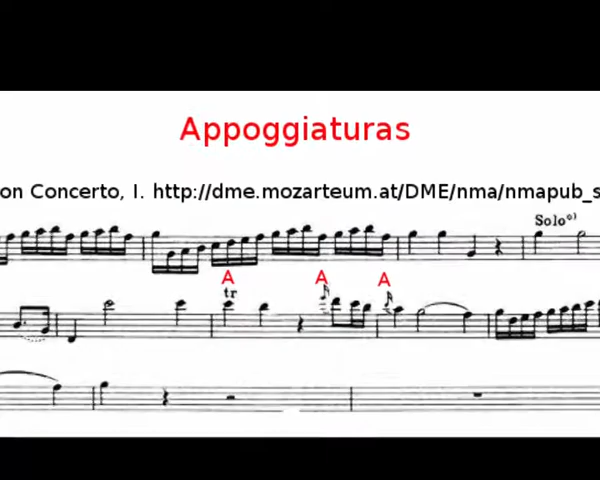 Appoggiaturas
on Concerto, I. http://dme.mozarteum.at/DME/nma/nmapub_s
Solo
A A A
tr